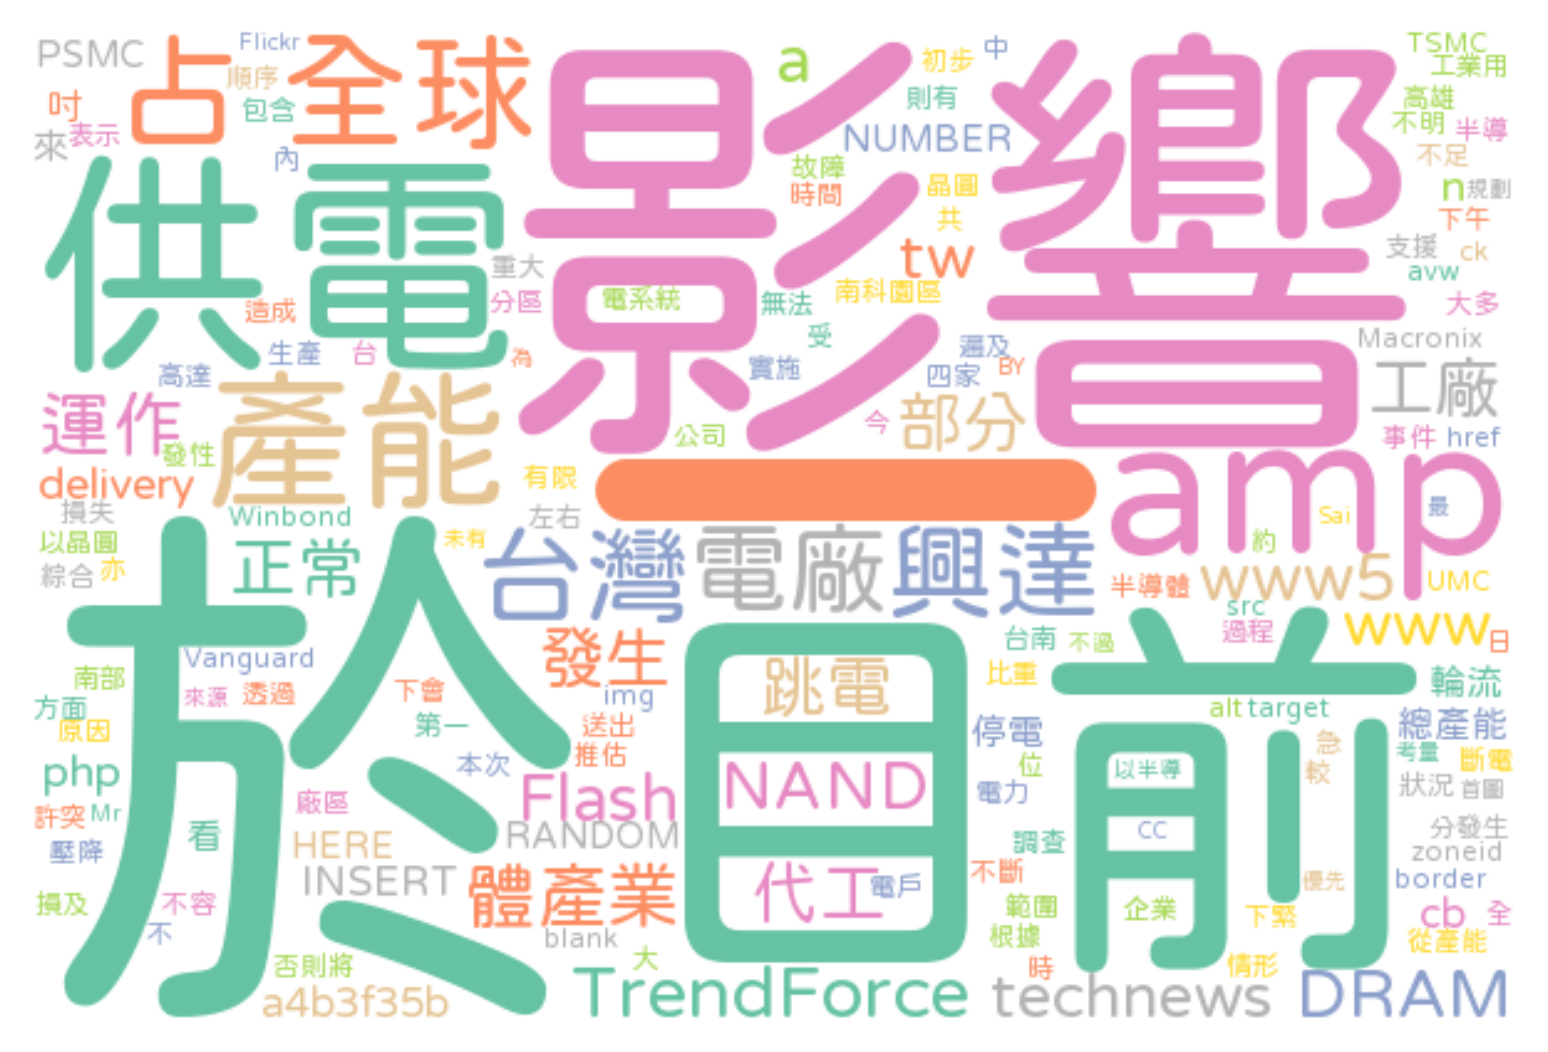 PSMC
占
全球
Flickr
順序
包含
吋
來
表示
內
影響
a
初步
中
則有
NUMBER
故障
時間
晶圓
共
tw
南科園區
TSMC
工業用
高雄
不明
半導
不足
n
規劃
下午
支援
ck
avw
大多
Macronix
供電
重大
分區
造成
生產
台
為
高達
電系統
無法
受
實施
遍及
四家
BY
今
部分
公司
工廠
事件
href
運作
發性
產能
delivery
損失
有限
左右
一
amp
最
Sai
約
Winbond
以晶圓
綜合
亦
正常
未有
台灣
電廠
興達
半導體
www5
UMC
src
過程
www
日
於
目前
發生
跳電
台南
不過
比重
輪流
Vanguard
南部
來源
透過
下會
img
方面
原因
第一
送出
推估
本次
停電
位
電力
alt
target
總產能
急
較
考量
斷電
狀況
首圖
php
許突
Mr
廠區
Flash
NAND
以半導
看
壓降
HERE
RANDOM
CC
調查
分發生
zoneid
INSERT
體產業
代工
電戶
不斷
優先
border
損及
不容
不
範圍
企業
下緊
cb
全
根據
從產能
blank
大
否則將
時
情形
a4b3f35b
TrendForce
technews
DRAM